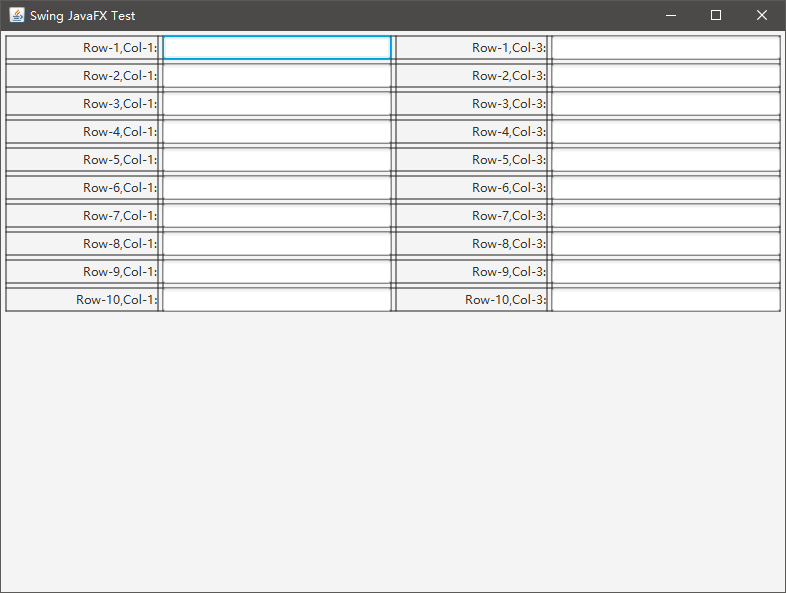 Swing JavaFX Test
Row-1,Col-1: Row-1,Col-3:
Row-2,Col-1: Row-2,Col-3:
Row-3,Col-1: Row-3,Col-3:
Row-4,Col-1: Row-4,Col-3:
Row-5,Col-1: Row-5,Col-3:
Row-6,Col-1: Row-6,Col-3:
Row-7,Col-1: Row-7,Col-3:
Row-8,Col-1: Row-8,Col-3:
Row-9,Col-1: Row-9,Col-3:
Row-10,Col-1: Row-10,Col-3: